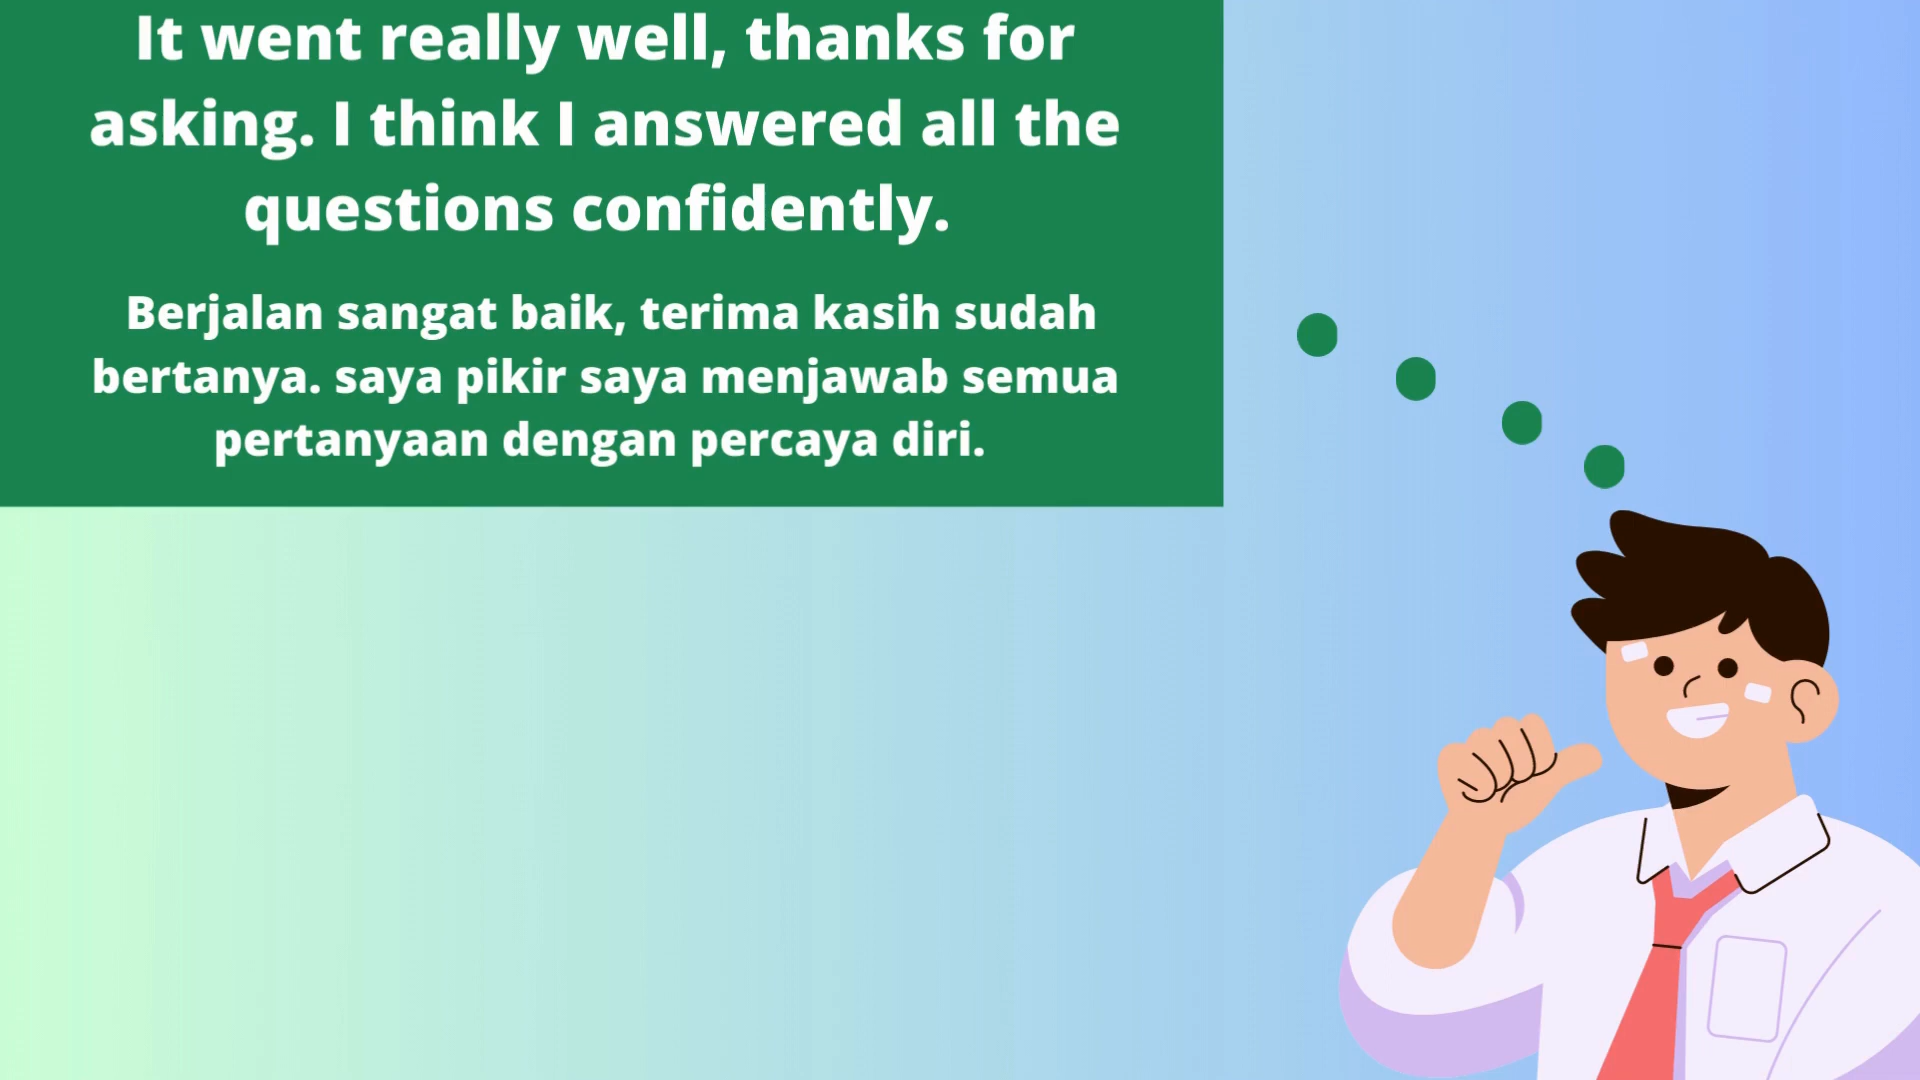 It went really well, thanks for
asking. I think I answered all the
questions confidently.
Berjalan sangat baik, terima kasih sudah
bertanya. saya pikir saya menjawab semua
pertanyaan dengan percaya diri.